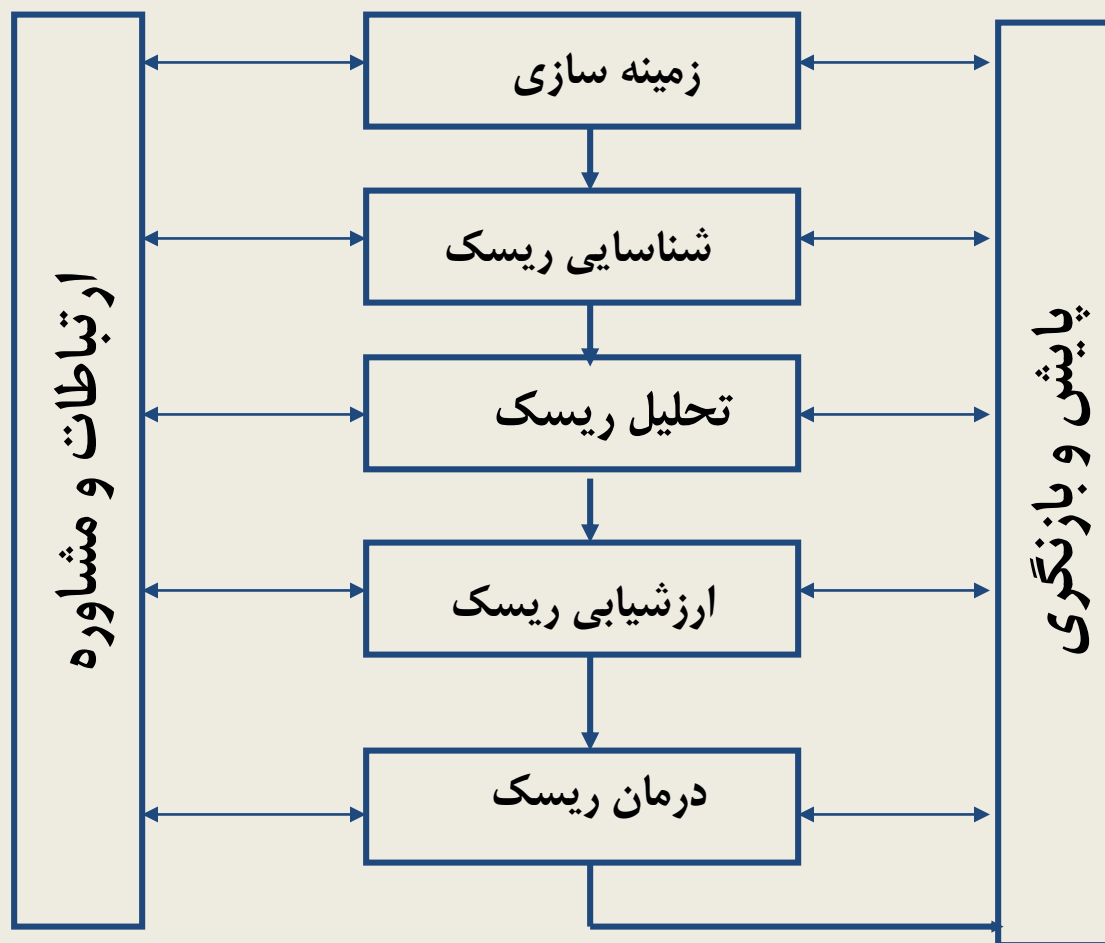 زمینه سازی
شناسایی ریسک
تحلیل ریسک
ارزشیابی ریسک
درمان ریسک
پایش و بازنگری
ارتباطات و مشاوره